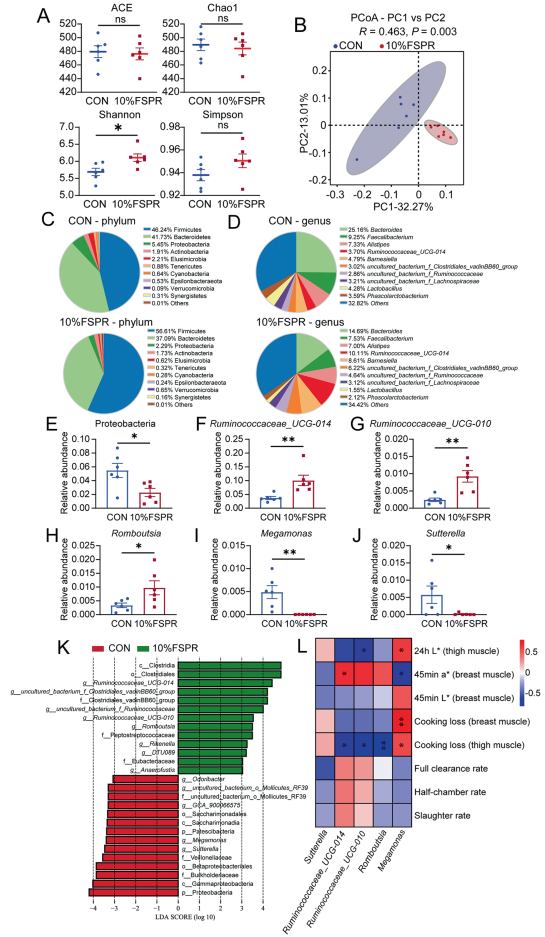 A
ACE
ns
520
500
480
460
440
420
CON 10%FSPR
Chao1
ns
520
500
480
460
440
420
CON 10%FSPR
Shannon
*
7.0
6.5
6.0
5.5
5.0
CON 10%FSPR
Simpson
ns
0.98
0.96
0.94
0.92
CON 10%FSPR
B
PCoA - PC1 vs PC2
R = 0.463, P = 0.003
CON 10%FSPR
PC2-13.01%
0.2
0.1
0
-0.1
-0.2
-0.3 -0.2 -0.1 0 0.1
PC1-32.27%
C
CON - phylum
46.24% Firmicutes
41.73% Bacteroidetes
5.45% Proteobacteria
1.91% Actinobacteria
2.21% Elusimicrobia
0.88% Tenericutes
0.64% Cyanobacteria
0.53% Epsilonbacteraeota
0.09% Verrucomicrobia
0.31% Synergistetes
0.01% Others
10%FSPR - phylum
56.61% Firmicutes
37.09% Bacteroidetes
2.29% Proteobacteria
1.73% Actinobacteria
0.62% Elusimicrobia
0.32% Tenericutes
0.28% Cyanobacteria
0.24% Epsilonbacteraeota
0.65% Verrucomicrobia
0.16% Synergistetes
0.01% Others
D
CON - genus
25.16% Bacteroides
9.25% Faecalibacterium
7.33% Alistipes
3.70% Ruminococcaceae_UCG-014
4.79% Barnesiella
3.02% uncultured_bacterium_f_Clostridiales_vadinBB60_group
2.86% uncultured_bacterium_f_Ruminococcaceae
3.21% uncultured_bacterium_f_Lachnospiraceae
4.28% Lactobacillus
3.59% Phascolarctobacterium
32.82% Others
10%FSPR - genus
14.69% Bacteroides
7.53% Faecalibacterium
7.00% Alistipes
10.11% Ruminococcaceae_UCG-014
8.61% Barnesiella
6.22% uncultured_bacterium_f_Clostridiales_vadinBB60_group
4.64% uncultured_bacterium_f_Ruminococcaceae
3.12% uncultured_bacterium_f_Lachnospiraceae
1.55% Lactobacillus
2.12% Phascolarctobacterium
34.42% Others
E
Proteobacteria
*
Relative abundance
0.10
0.08
0.06
0.04
0.02
0.00
CON 10%FSPR
F
Ruminococcaceae_UCG-014
**
Relative abundance
0.25
0.20
0.15
0.10
0.05
0.00
CON 10%FSPR
G
Ruminococcaceae_UCG-010
**
Relative abundance
0.020
0.015
0.010
0.005
0.000
CON 10%FSPR
H
Romboutsia
*
Relative abundance
0.025
0.020
0.015
0.010
0.005
0.000
CON 10%FSPR
I
Megamonas
**
Relative abundance
0.015
0.010
0.005
0.000
CON 10%FSPR
J
Sutterella
*
Relative abundance
0.020
0.015
0.010
0.005
0.000
CON 10%FSPR
K
CON 10%FSPR
c__Clostridia
o__Clostridiales
g__Ruminococcaceae_UCG-014
g__uncultured_bacterium_f_Clostridiales_vadinBB60_group
f__Clostridiales_vadinBB60_group
g__uncultured_bacterium_f_Ruminococcaceae
g__Ruminococcaceae_UCG-010
g__Romboutsia
f__Peptostreptococcaceae
g__Rikenella
g__DTU089
f__Eubacteriaceae
g__Anaerofustis
g__Odoribacter
g__uncultured_bacterium_o_Mollicutes_RF39
f__uncultured_bacterium_o_Mollicutes_RF39
g__GCA_900066575
o__Saccharimonadales
c__Saccharimonadia
p__Patescibacteria
g__Megamonas
g__Sutterella
f__Veillonellaceae
o__Betaproteobacteriales
f__Burkholderiaceae
c__Gammaproteobacteria
p__Proteobacteria
−4 −3 −2 −1 0 1 2 3 4
LDA SCORE (log 10)
L
24h L* (thigh muscle)
45min a* (breast muscle)
45min L* (breast muscle)
Cooking loss (breast muscle)
Cooking loss (thigh muscle)
Full clearance rate
Half-chamber rate
Slaughter rate
0.5
0
-0.5
Sutterella
Ruminococcaceae_UCG-014
Ruminococcaceae_UCG-010
Romboutsia
Megamonas